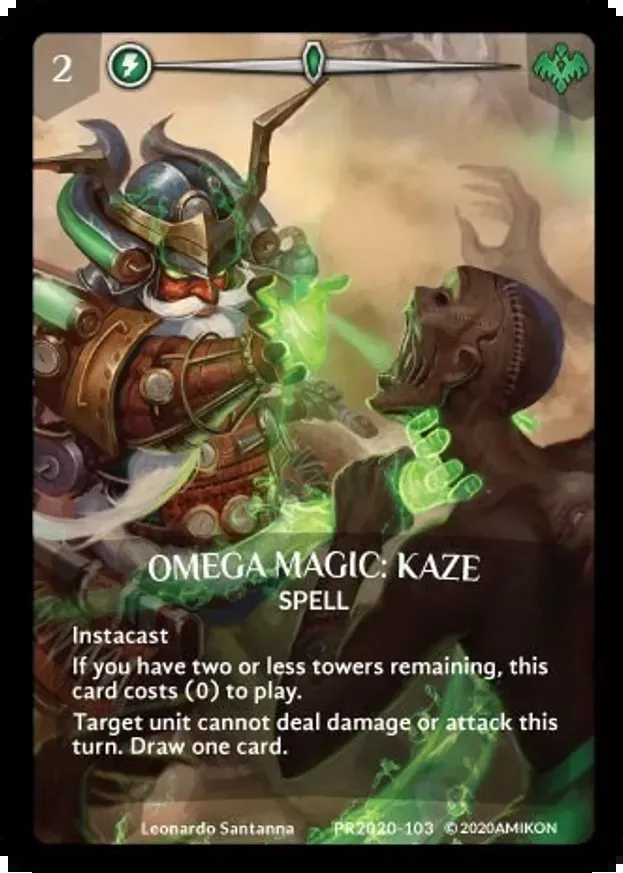 2
OMEGA MAGIC: KAZE
SPELL
Instacast
If you have two or less towers remaining, this
card costs (0) to play.
Target unit cannot deal damage or attack this
turn. Draw one card.
Leonardo Santanna PR2020-103 ©2020AMIKON